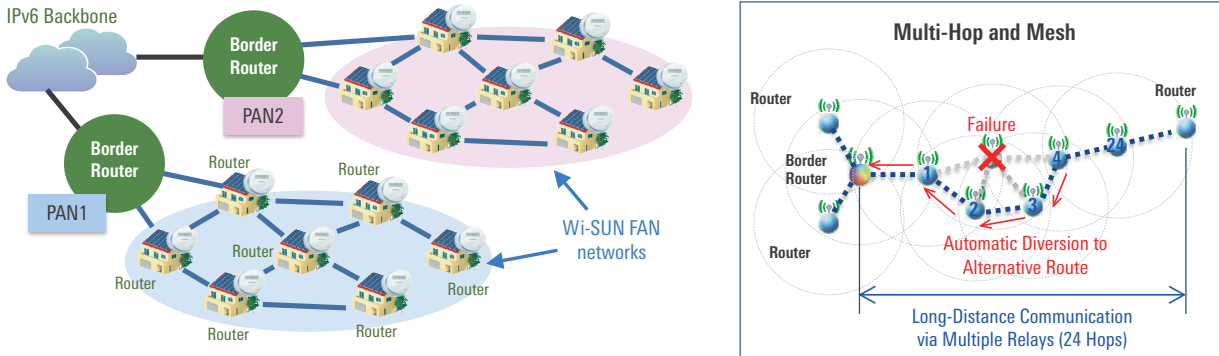 IPv6 Backbone
Border
Router
PAN2
Border
Router
PAN1
Router
Router
Router
Router
Router
Router
Router
Wi-SUN FAN
networks
Multi-Hop and Mesh
Router
Router
Failure
Border
Router
1
2
3
4
24
Router
Automatic Diversion to
Alternative Route
Long-Distance Communication
via Multiple Relays (24 Hops)